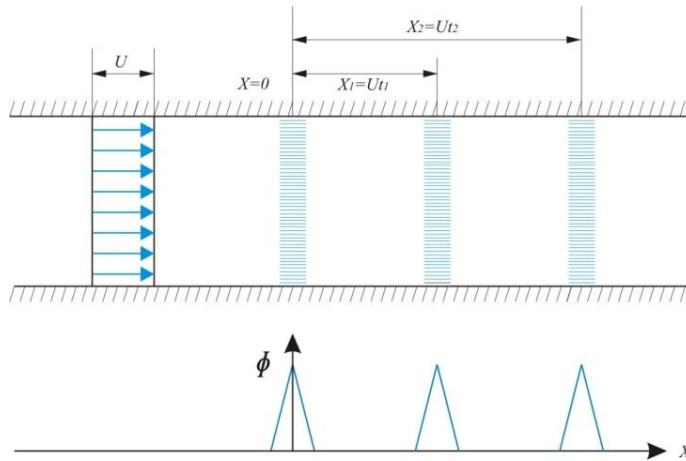 X₂=Ut₂
U
X=0
X₁=Ut₁
ϕ
X